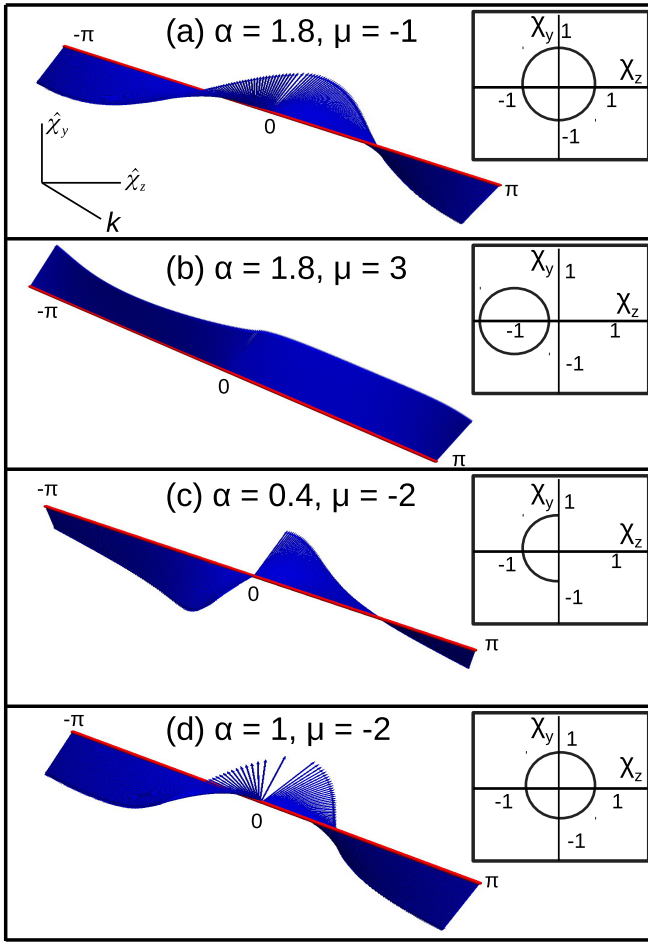 (a) α = 1.8, μ = -1
-π
0
π
χ̂y
χ̂z
k
χy 1
χz
-1 1
-1
(b) α = 1.8, μ = 3
-π
0
π
χy 1
χz
-1 1
-1
(c) α = 0.4, μ = -2
-π
0
π
χy 1
χz
-1 1
-1
(d) α = 1, μ = -2
-π
0
π
χy 1
χz
-1 1
-1